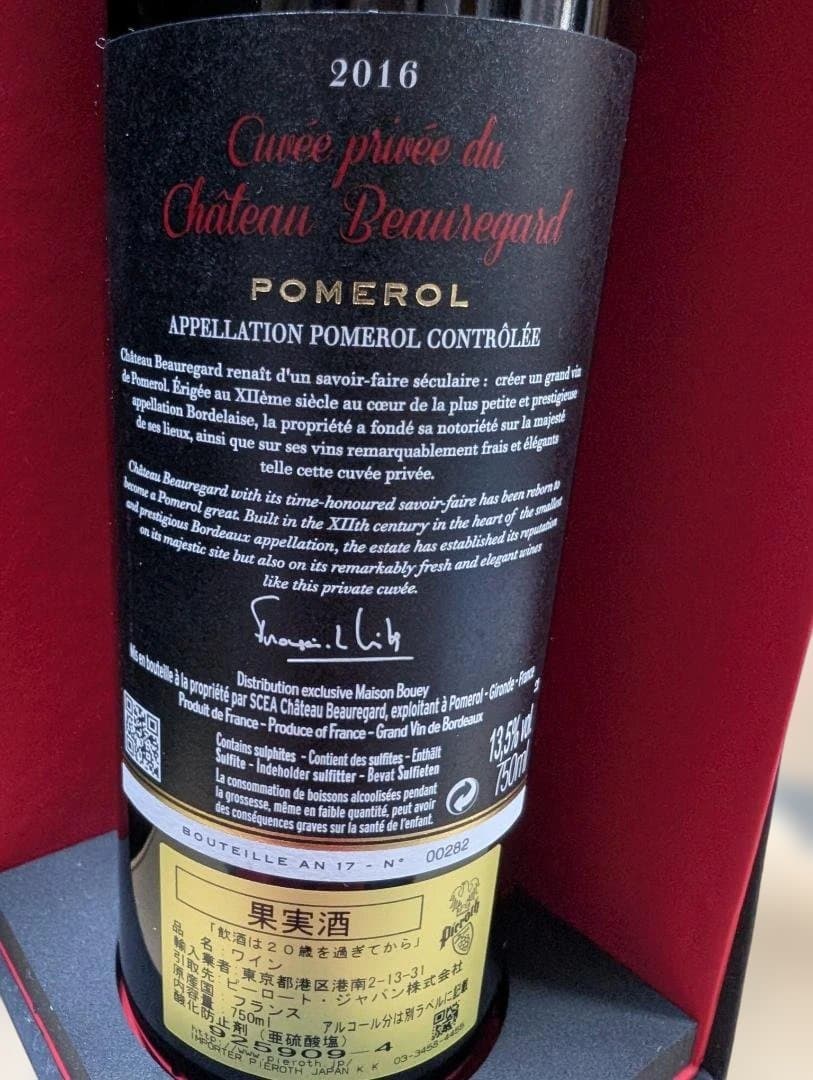 2016
Cuvée privée du
Château Beauregard
POMEROL
APPELLATION POMEROL CONTRÔLÉE
Château Beauregard renaît d'un savoir-faire séculaire : créer un grand vin
de Pomerol. Érigée au XIIème siècle au cœur de la plus petite et prestigieuse
appellation Bordelaise, la propriété a fondé sa notoriété sur la majesté
de ses lieux, ainsi que sur ses vins remarquablement frais et élégants
telle cette cuvée privée.
Château Beauregard with its time-honoured savoir-faire has been reborn to
become a Pomerol great. Built in the XIIth century in the heart of the smallest
and prestigious Bordeaux appellation, the estate has established its reputation
on its majestic site but also on its remarkably fresh and elegant wines
like this private cuvée.
Distribution exclusive Maison Bouey
Mis en bouteille à la propriété par SCEA Château Beauregard, exploitant à Pomerol - Gironde - France
Produit de France - Produce of France - Grand Vin de Bordeaux
Contains sulphites - Contient des sulfites - Enthält
Sulfite - Indeholder sulfitter - Bevat Sulfieten
La consommation de boissons alcoolisées pendant
la grossesse, même en faible quantité, peut avoir
des conséquences graves sur la santé de l'enfant.
13,5% vol
750ml
BOUTEILLE AN 17 - N° 00282
果実酒
「飲酒は20歳を過ぎてから」
Pieroth
品名:ワイン
輸入業者:東京都港区港南2-13-31
引取先:ピーロート・ジャパン株式会社
原産国:フランス
内容量:750ml アルコール分は別ラベルに記載
酸化防止剤(亜硫酸塩)
925909-4
http://www.pieroth.jp/
IMPORTER PIEROTH JAPAN K.K 03-3458-4455